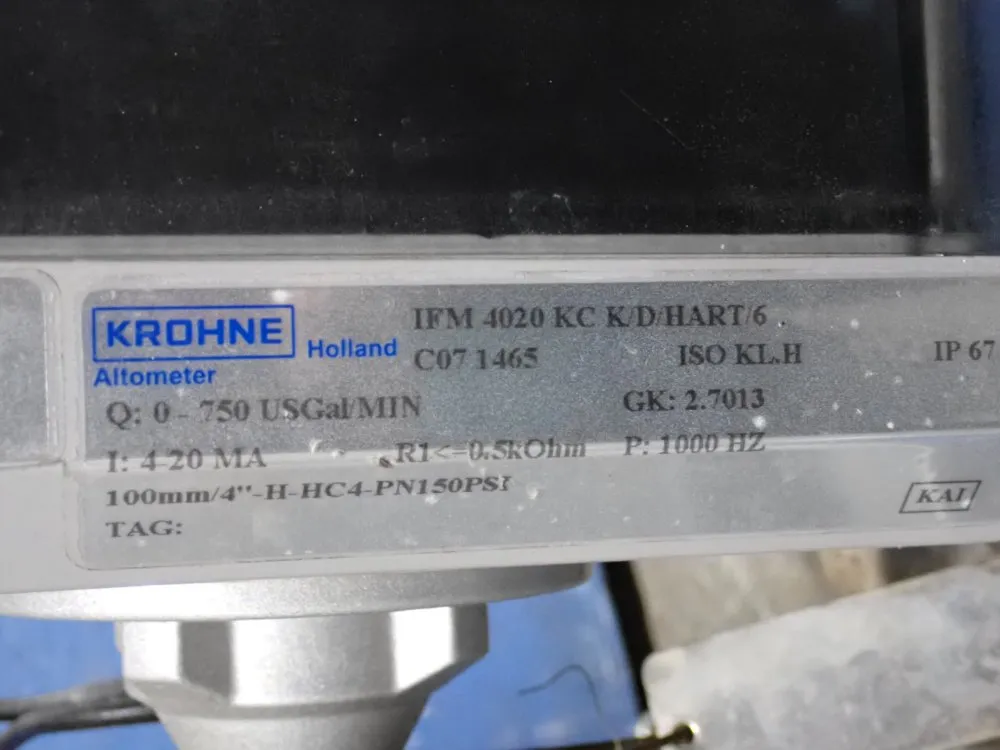 KROHNE Holland
Altometer
IFM 4020 KC K/D/HART/6
C07 1465 ISO KL.H IP 67
Q: 0 - 750 USGal/MIN GK: 2.7013
I: 4-20 MA R1<=0.5kOhm P: 1000 HZ
100mm/4"-H-HC4-PN150PSI
TAG:
KAI